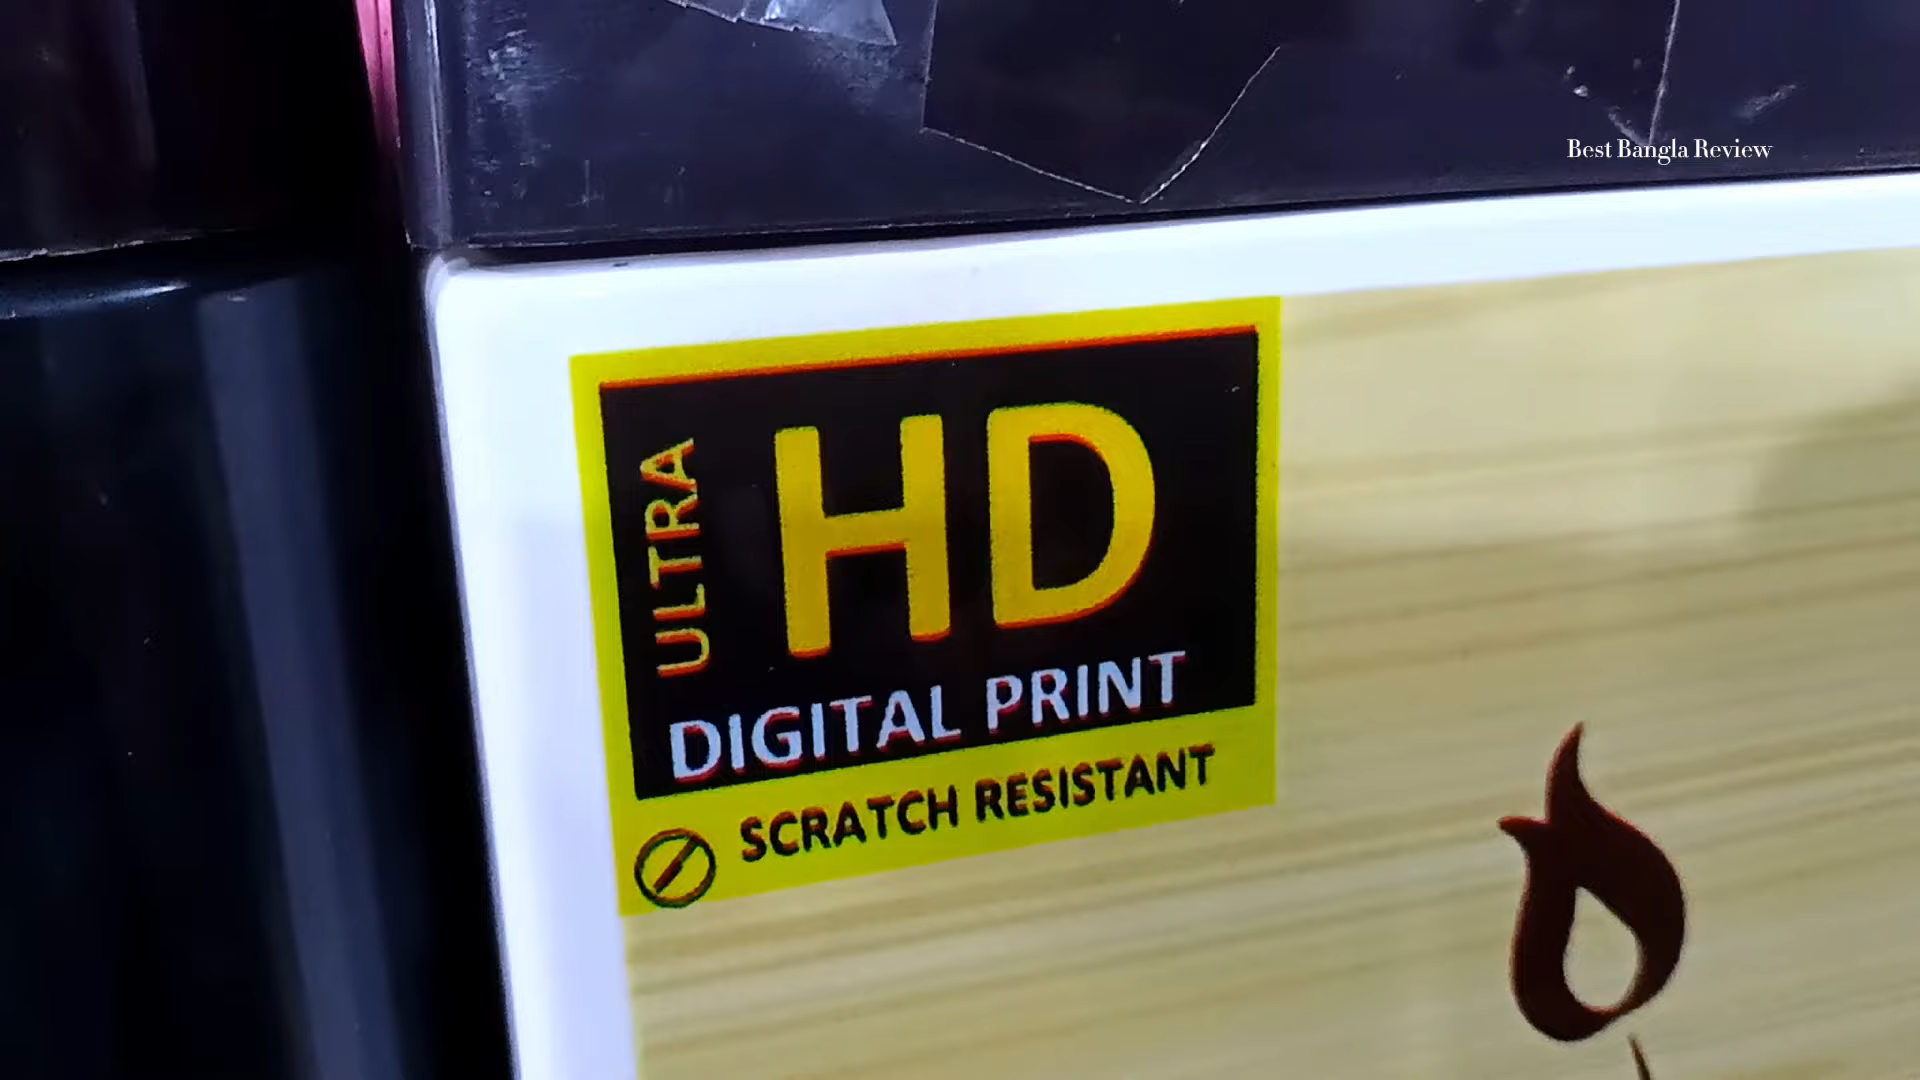 Best Bangla Review
ULTRA
HD
DIGITAL PRINT
SCRATCH RESISTANT